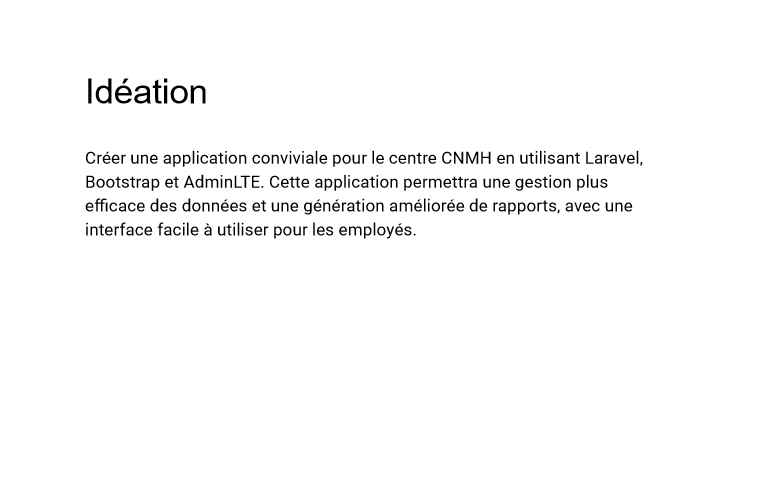 Idéation
Créer une application conviviale pour le centre CNMH en utilisant Laravel,
Bootstrap et AdminLTE. Cette application permettra une gestion plus
efficace des données et une génération améliorée de rapports, avec une
interface facile à utiliser pour les employés.